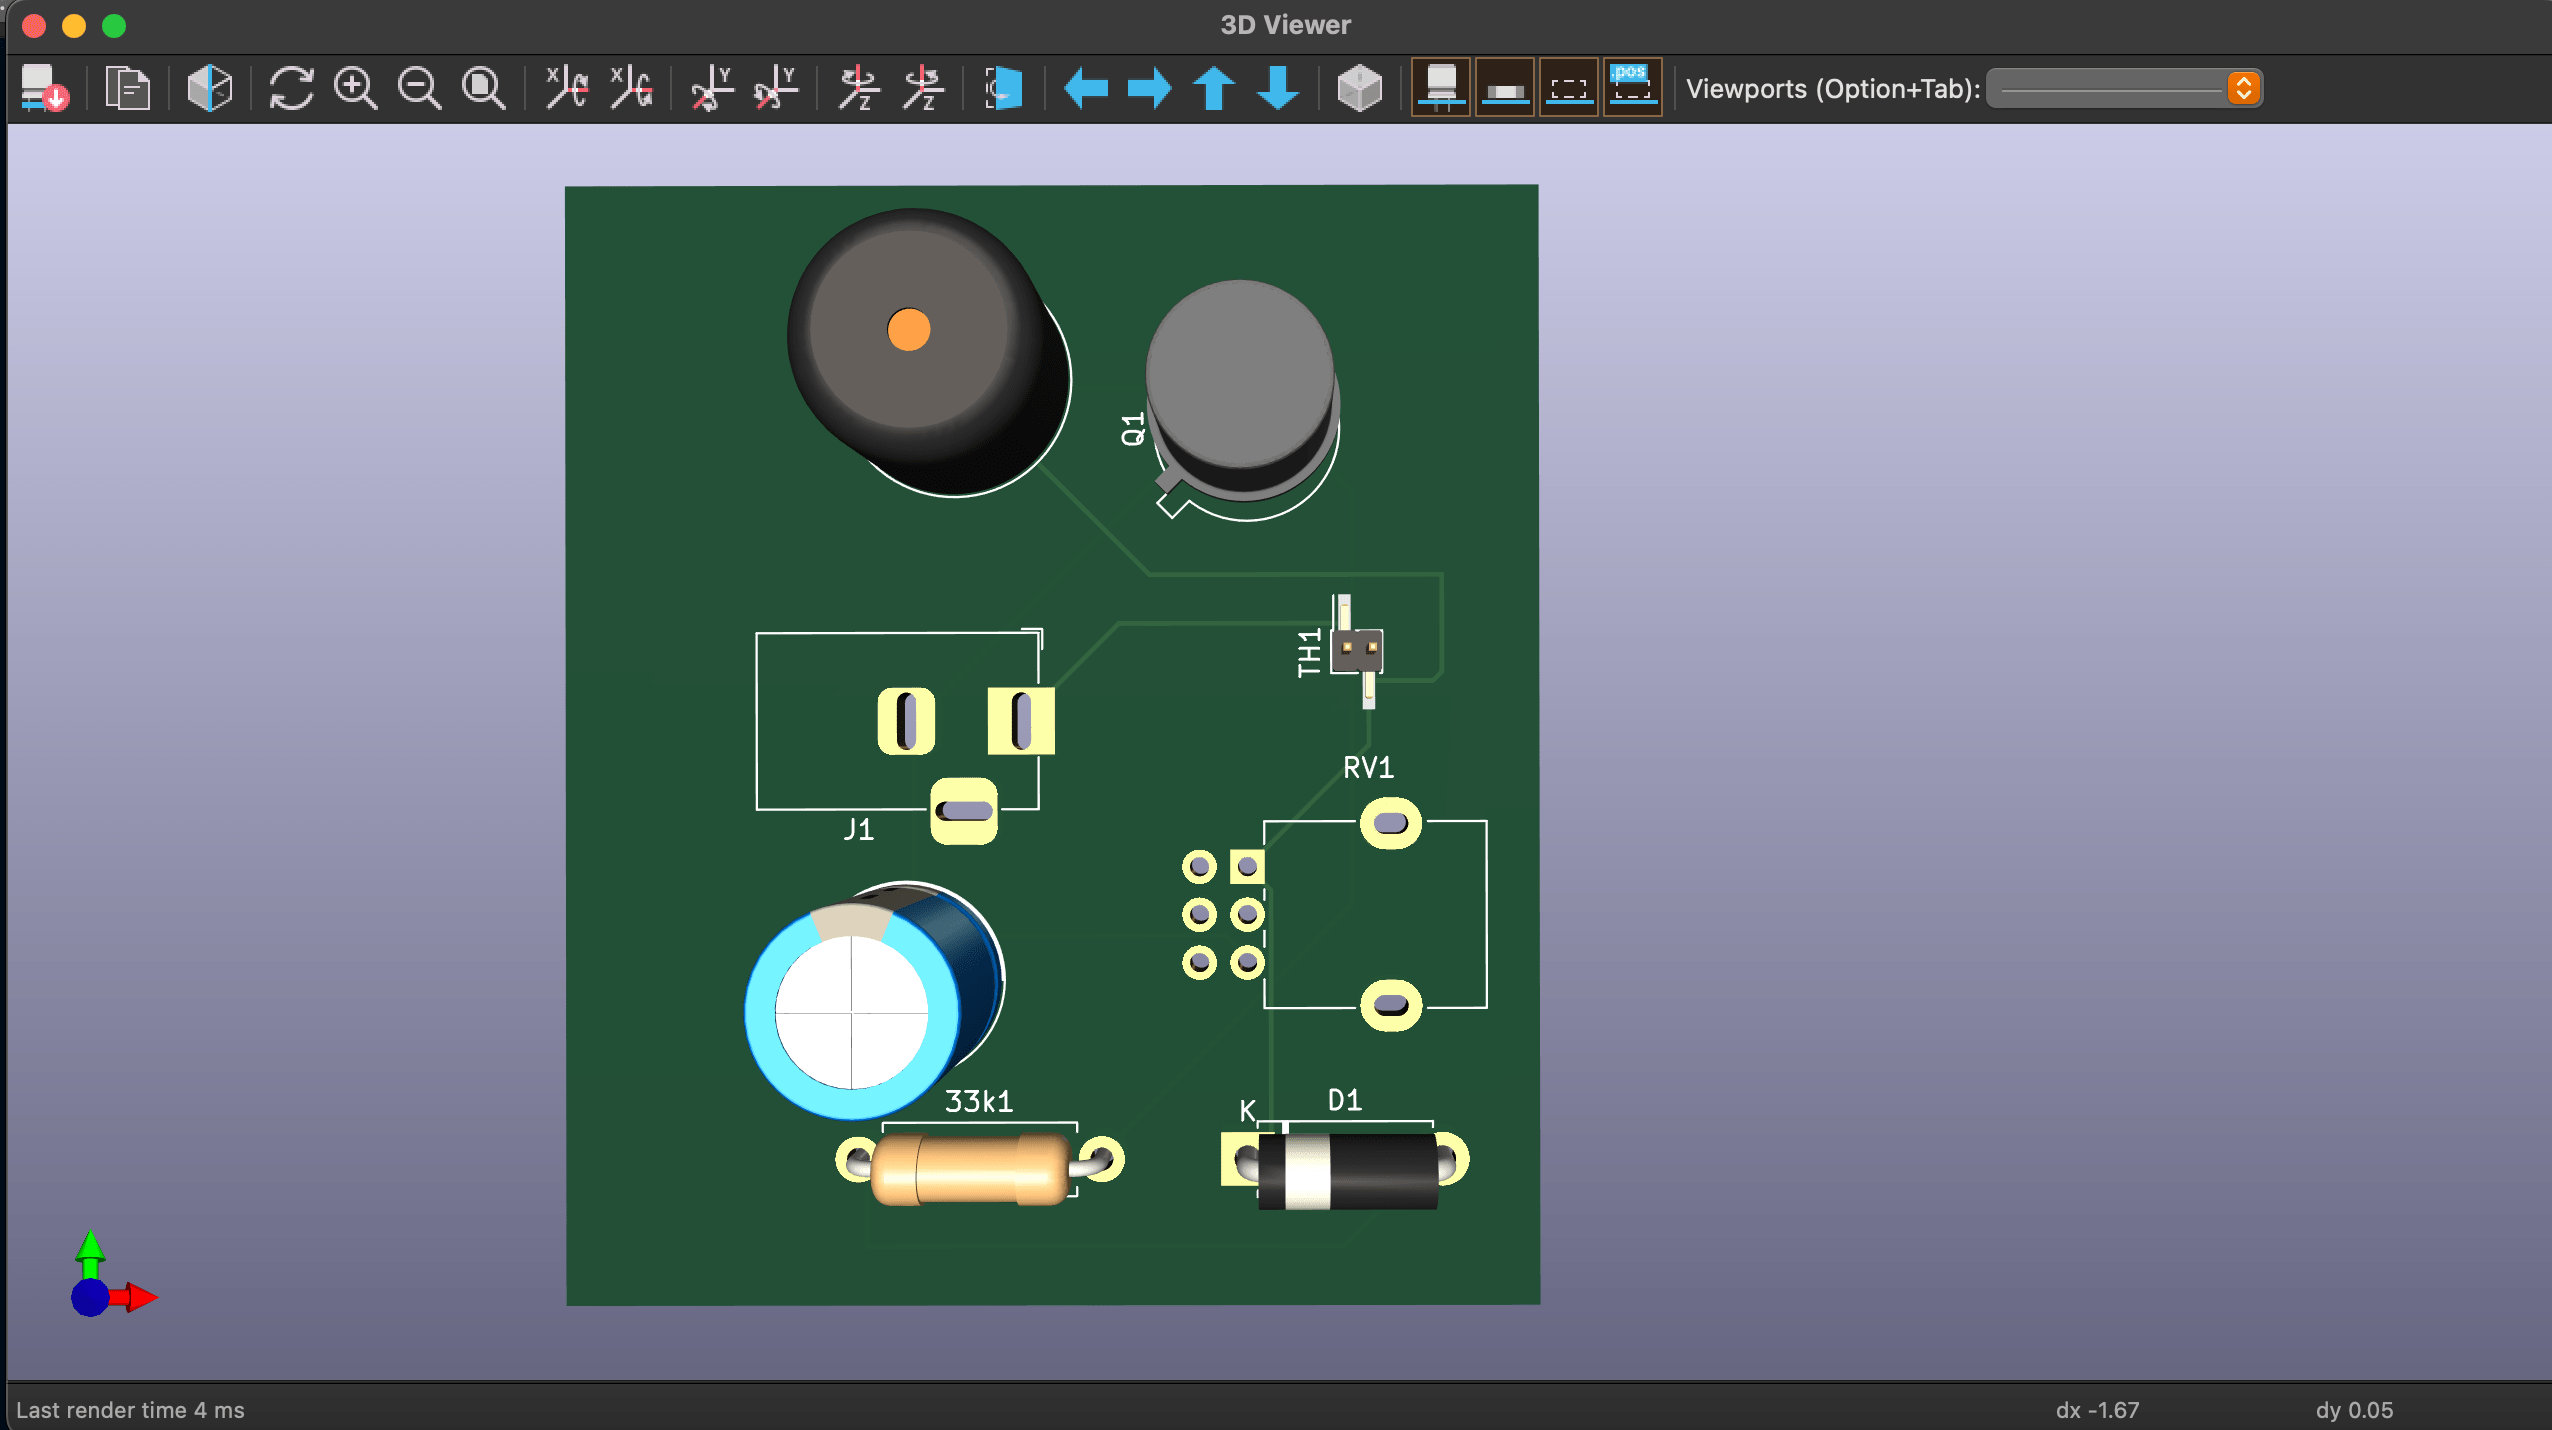 3D Viewer
X X Y Y Z Z .pos Viewports (Option+Tab):
Q1
TH1
RV1
J1
33k1
K D1
Last render time 4 ms dx -1.67 dy 0.05